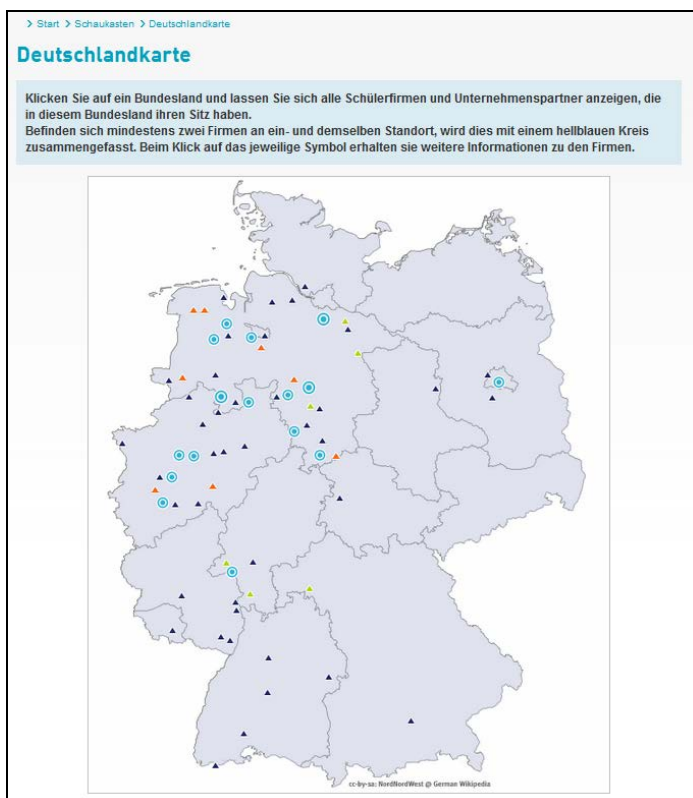 > Start > Schaukasten > Deutschlandkarte
Deutschlandkarte
Klicken Sie auf ein Bundesland und lassen Sie sich alle Schülerfirmen und Unternehmenspartner anzeigen, die
in diesem Bundesland ihren Sitz haben.
Befinden sich mindestens zwei Firmen an ein- und demselben Standort, wird dies mit einem hellblauen Kreis
zusammengefasst. Beim Klick auf das jeweilige Symbol erhalten sie weitere Informationen zu den Firmen.
cc-by-sa; NordNordWest @ German Wikipedia